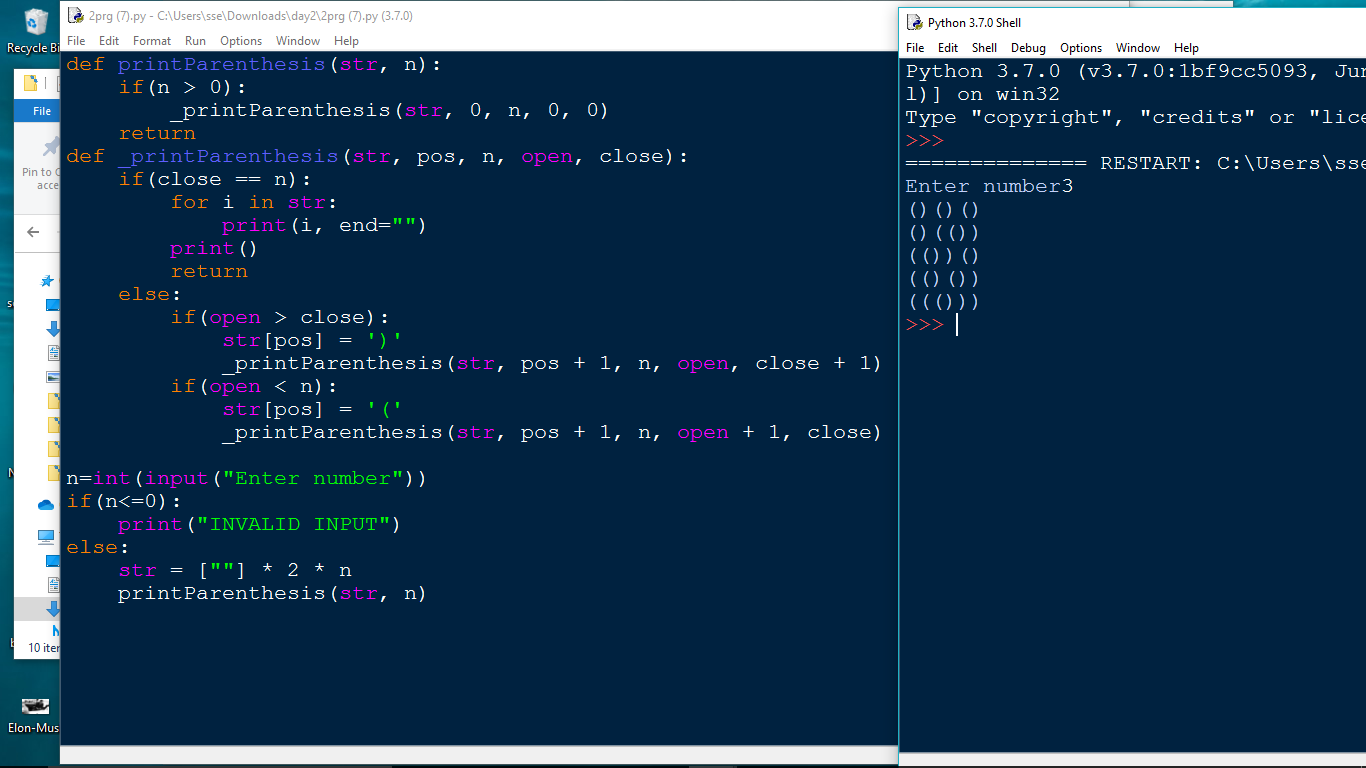 Recycle Bi
File
Pin to
acce
10 iter
Elon-Mus
2prg (7).py - C:\Users\sse\Downloads\day2\2prg (7).py (3.7.0)
File Edit Format Run Options Window Help
def printParenthesis(str, n):
    if(n > 0):
        _printParenthesis(str, 0, n, 0, 0)
    return
def _printParenthesis(str, pos, n, open, close):
    if(close == n):
        for i in str:
            print(i, end="")
        print()
        return
    else:
        if(open > close):
            str[pos] = ')'
            _printParenthesis(str, pos + 1, n, open, close + 1)
        if(open < n):
            str[pos] = '('
            _printParenthesis(str, pos + 1, n, open + 1, close)
n=int(input("Enter number"))
if(n<=0):
    print("INVALID INPUT")
else:
    str = [""] * 2 * n
    printParenthesis(str, n)
Python 3.7.0 Shell
File Edit Shell Debug Options Window Help
Python 3.7.0 (v3.7.0:1bf9cc5093, Jun
l)] on win32
Type "copyright", "credits" or "lice
>>>
============== RESTART: C:\Users\sse
Enter number3
()()()
()(())
(())()
(()())
((()))
>>>